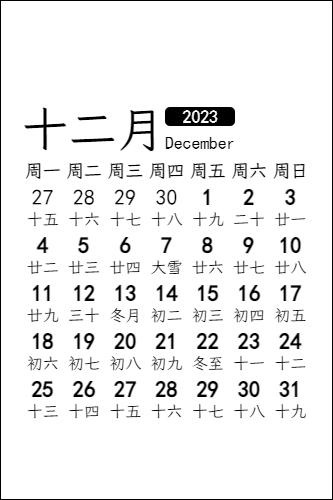 十二月
2023
December
周一 周二 周三 周四 周五 周六 周日
27 28 29 30 1 2 3
十五 十六 十七 十八 十九 二十 廿一
4 5 6 7 8 9 10
廿二 廿三 廿四 大雪 廿六 廿七 廿八
11 12 13 14 15 16 17
廿九 三十 冬月 初二 初三 初四 初五
18 19 20 21 22 23 24
初六 初七 初八 初九 冬至 十一 十二
25 26 27 28 29 30 31
十三 十四 十五 十六 十七 十八 十九